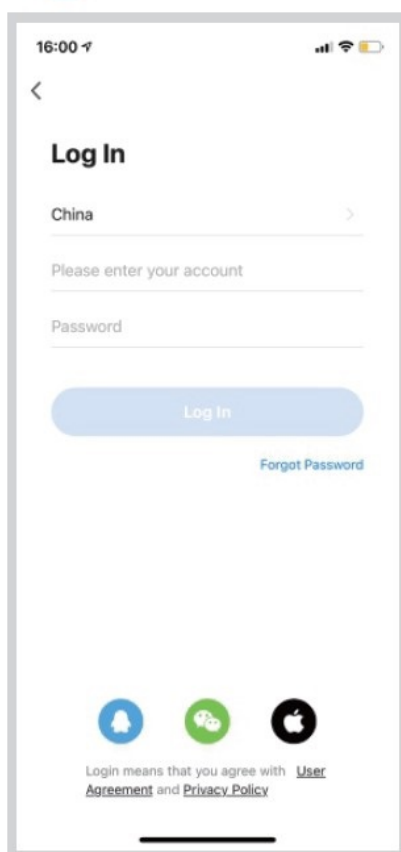 16:00
Log In
China
Please enter your account
Password
Log In
Forgot Password
Login means that you agree with User
Agreement and Privacy Policy